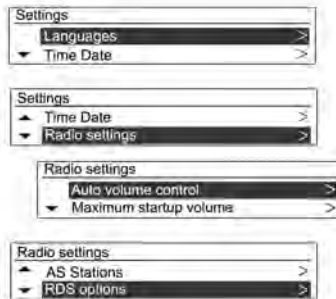 Settings
Languages >
Time Date >
Settings
Time Date >
Radio settings >
Radio settings
Auto volume control >
Maximum startup volume >
Radio settings
AS Stations >
RDS options >